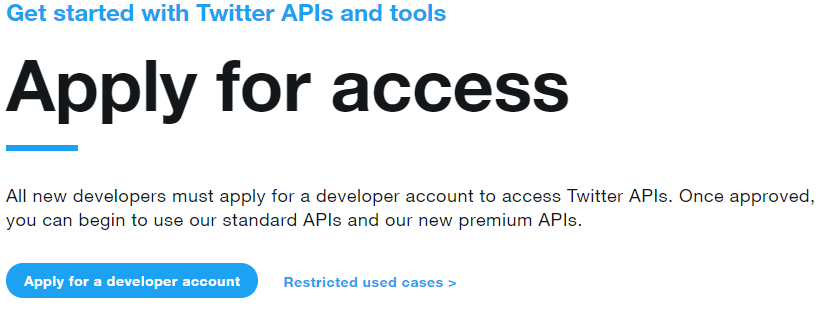 Get started with Twitter APIs and tools
Apply for access
All new developers must apply for a developer account to access Twitter APIs. Once approved,
you can begin to use our standard APIs and our new premium APIs.
Apply for a developer account
Restricted used cases >